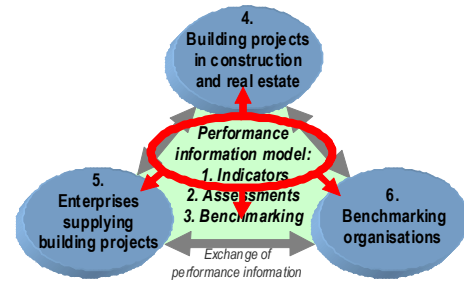 4.
Building projects
in construction
and real estate
Performance
information model:
1. Indicators
2. Assessments
3. Benchmarking
5.
Enterprises
supplying
building projects
6.
Benchmarking
organisations
Exchange of
performance information